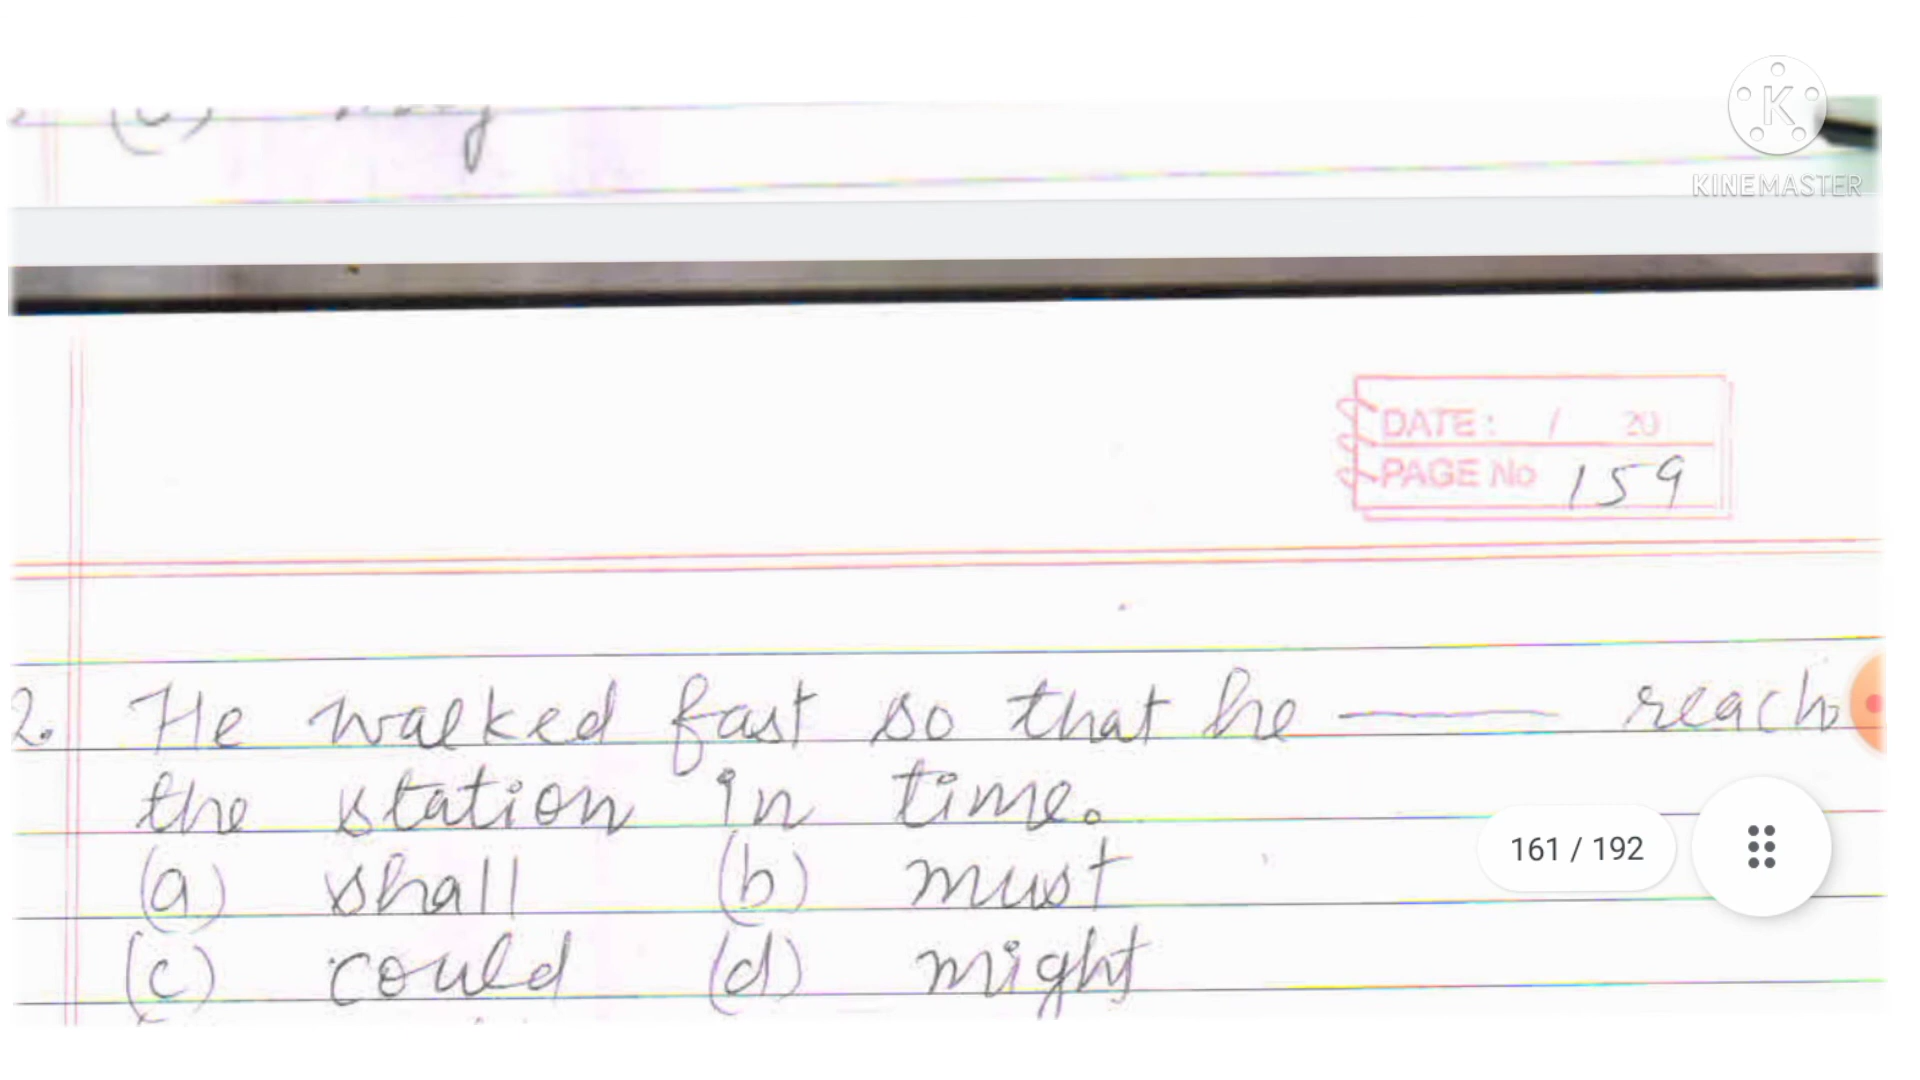 K
KINEMASTER
DATE: / 20
PAGE No 159
2. He walked fast so that he ——— reach
the station in time.
161 / 192
(a) shall (b) must
(c) could (d) might